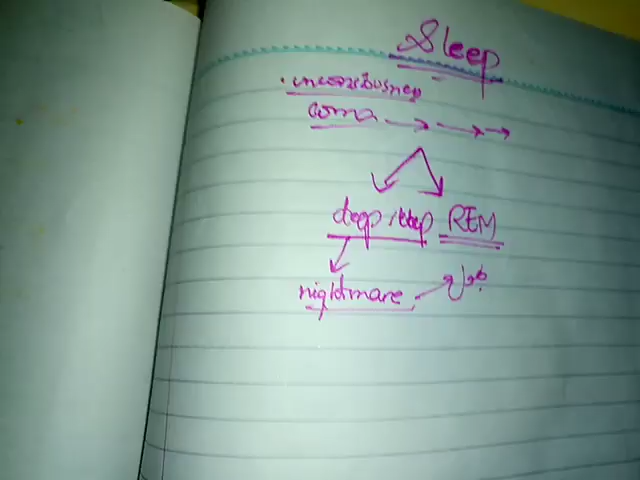 Sleep
. unconsciousness
coma → → →
deep sleep REM
nightmare →